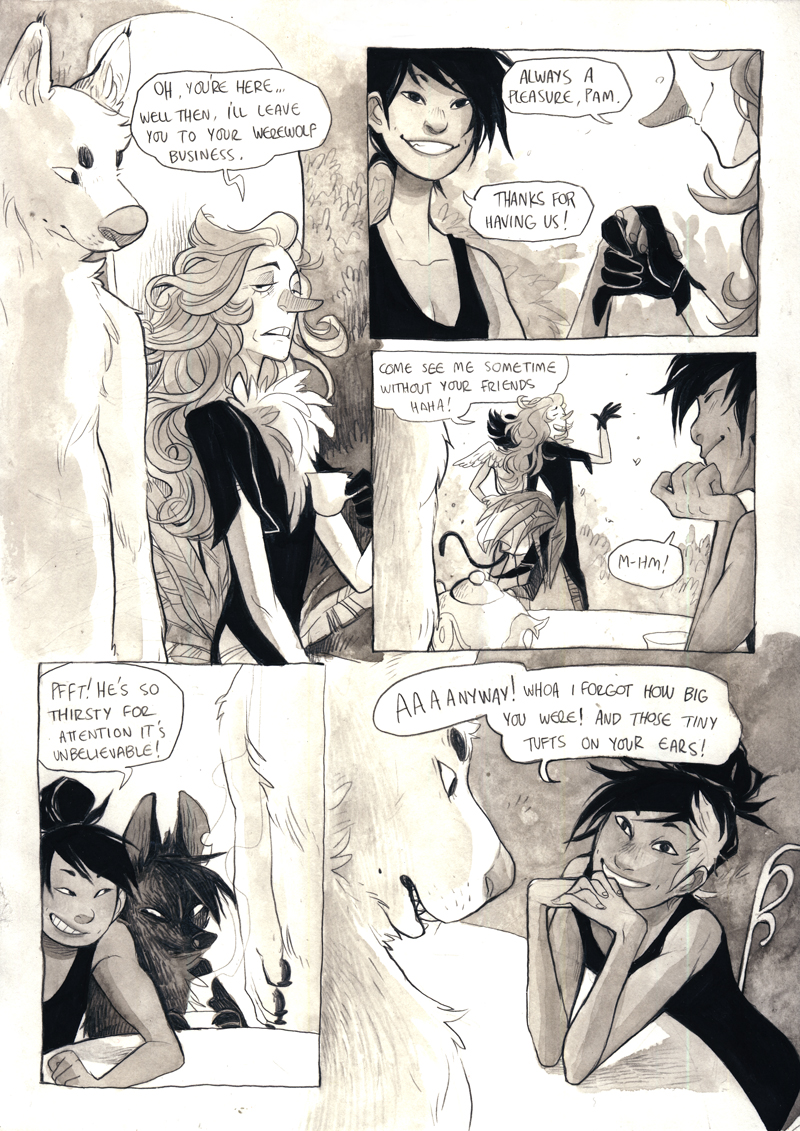 OH, YOU'RE HERE...
WELL THEN, I'LL LEAVE
YOU TO YOUR WEREWOLF
BUSINESS.
ALWAYS A
PLEASURE, PAM.
THANKS FOR
HAVING US!
COME SEE ME SOMETIME
WITHOUT YOUR FRIENDS
HAHA!
M-HM!
PFFT! HE'S SO
THIRSTY FOR
ATTENTION IT'S
UNBELIEVABLE!
AAAANYWAY! WHOA I FORGOT HOW BIG
YOU WERE! AND THOSE TINY
TUFTS ON YOUR EARS!